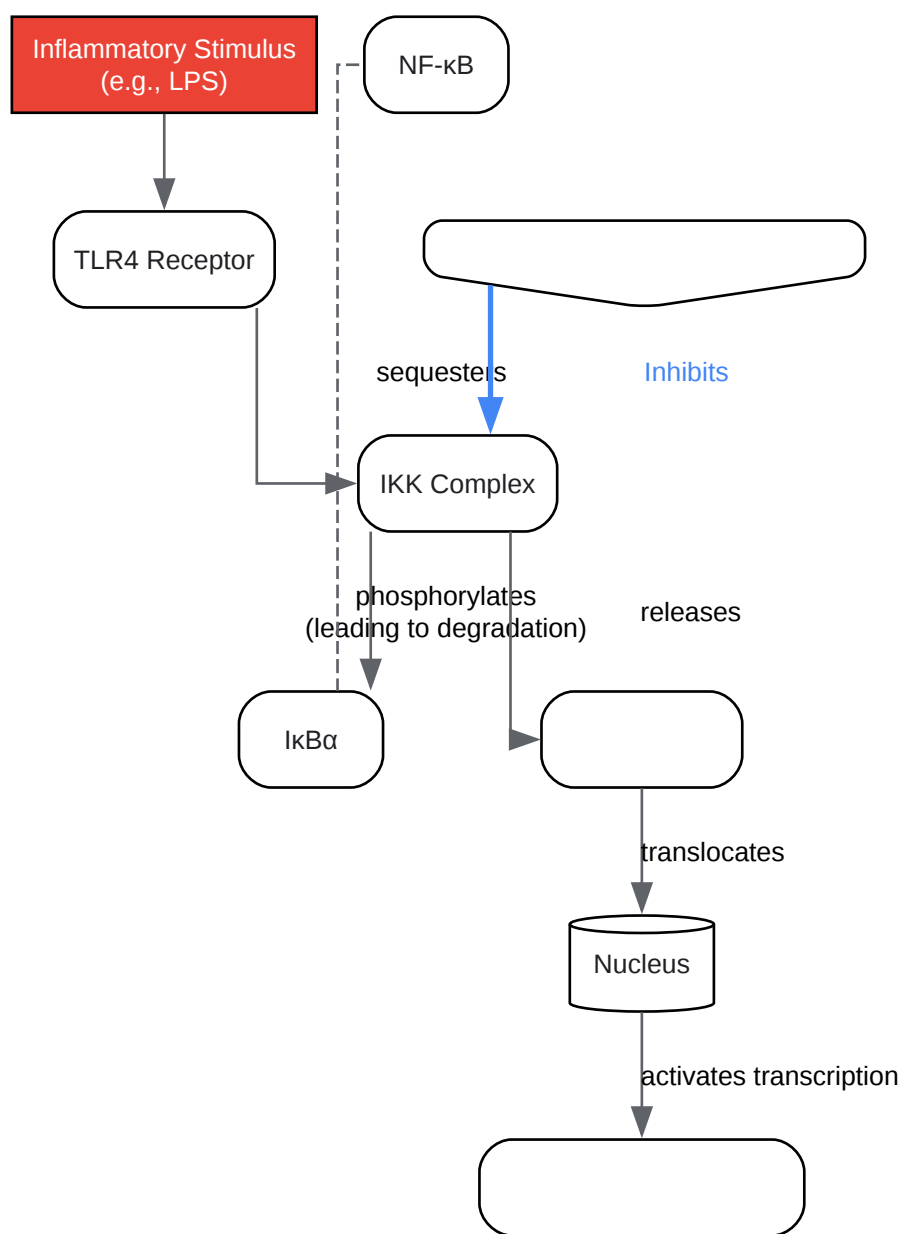 Inflammatory Stimulus
(e.g., LPS)
NF-κB
TLR4 Receptor
sequesters
Inhibits
IKK Complex
phosphorylates
(leading to degradation)
releases
IκBα
translocates
Nucleus
activates transcription